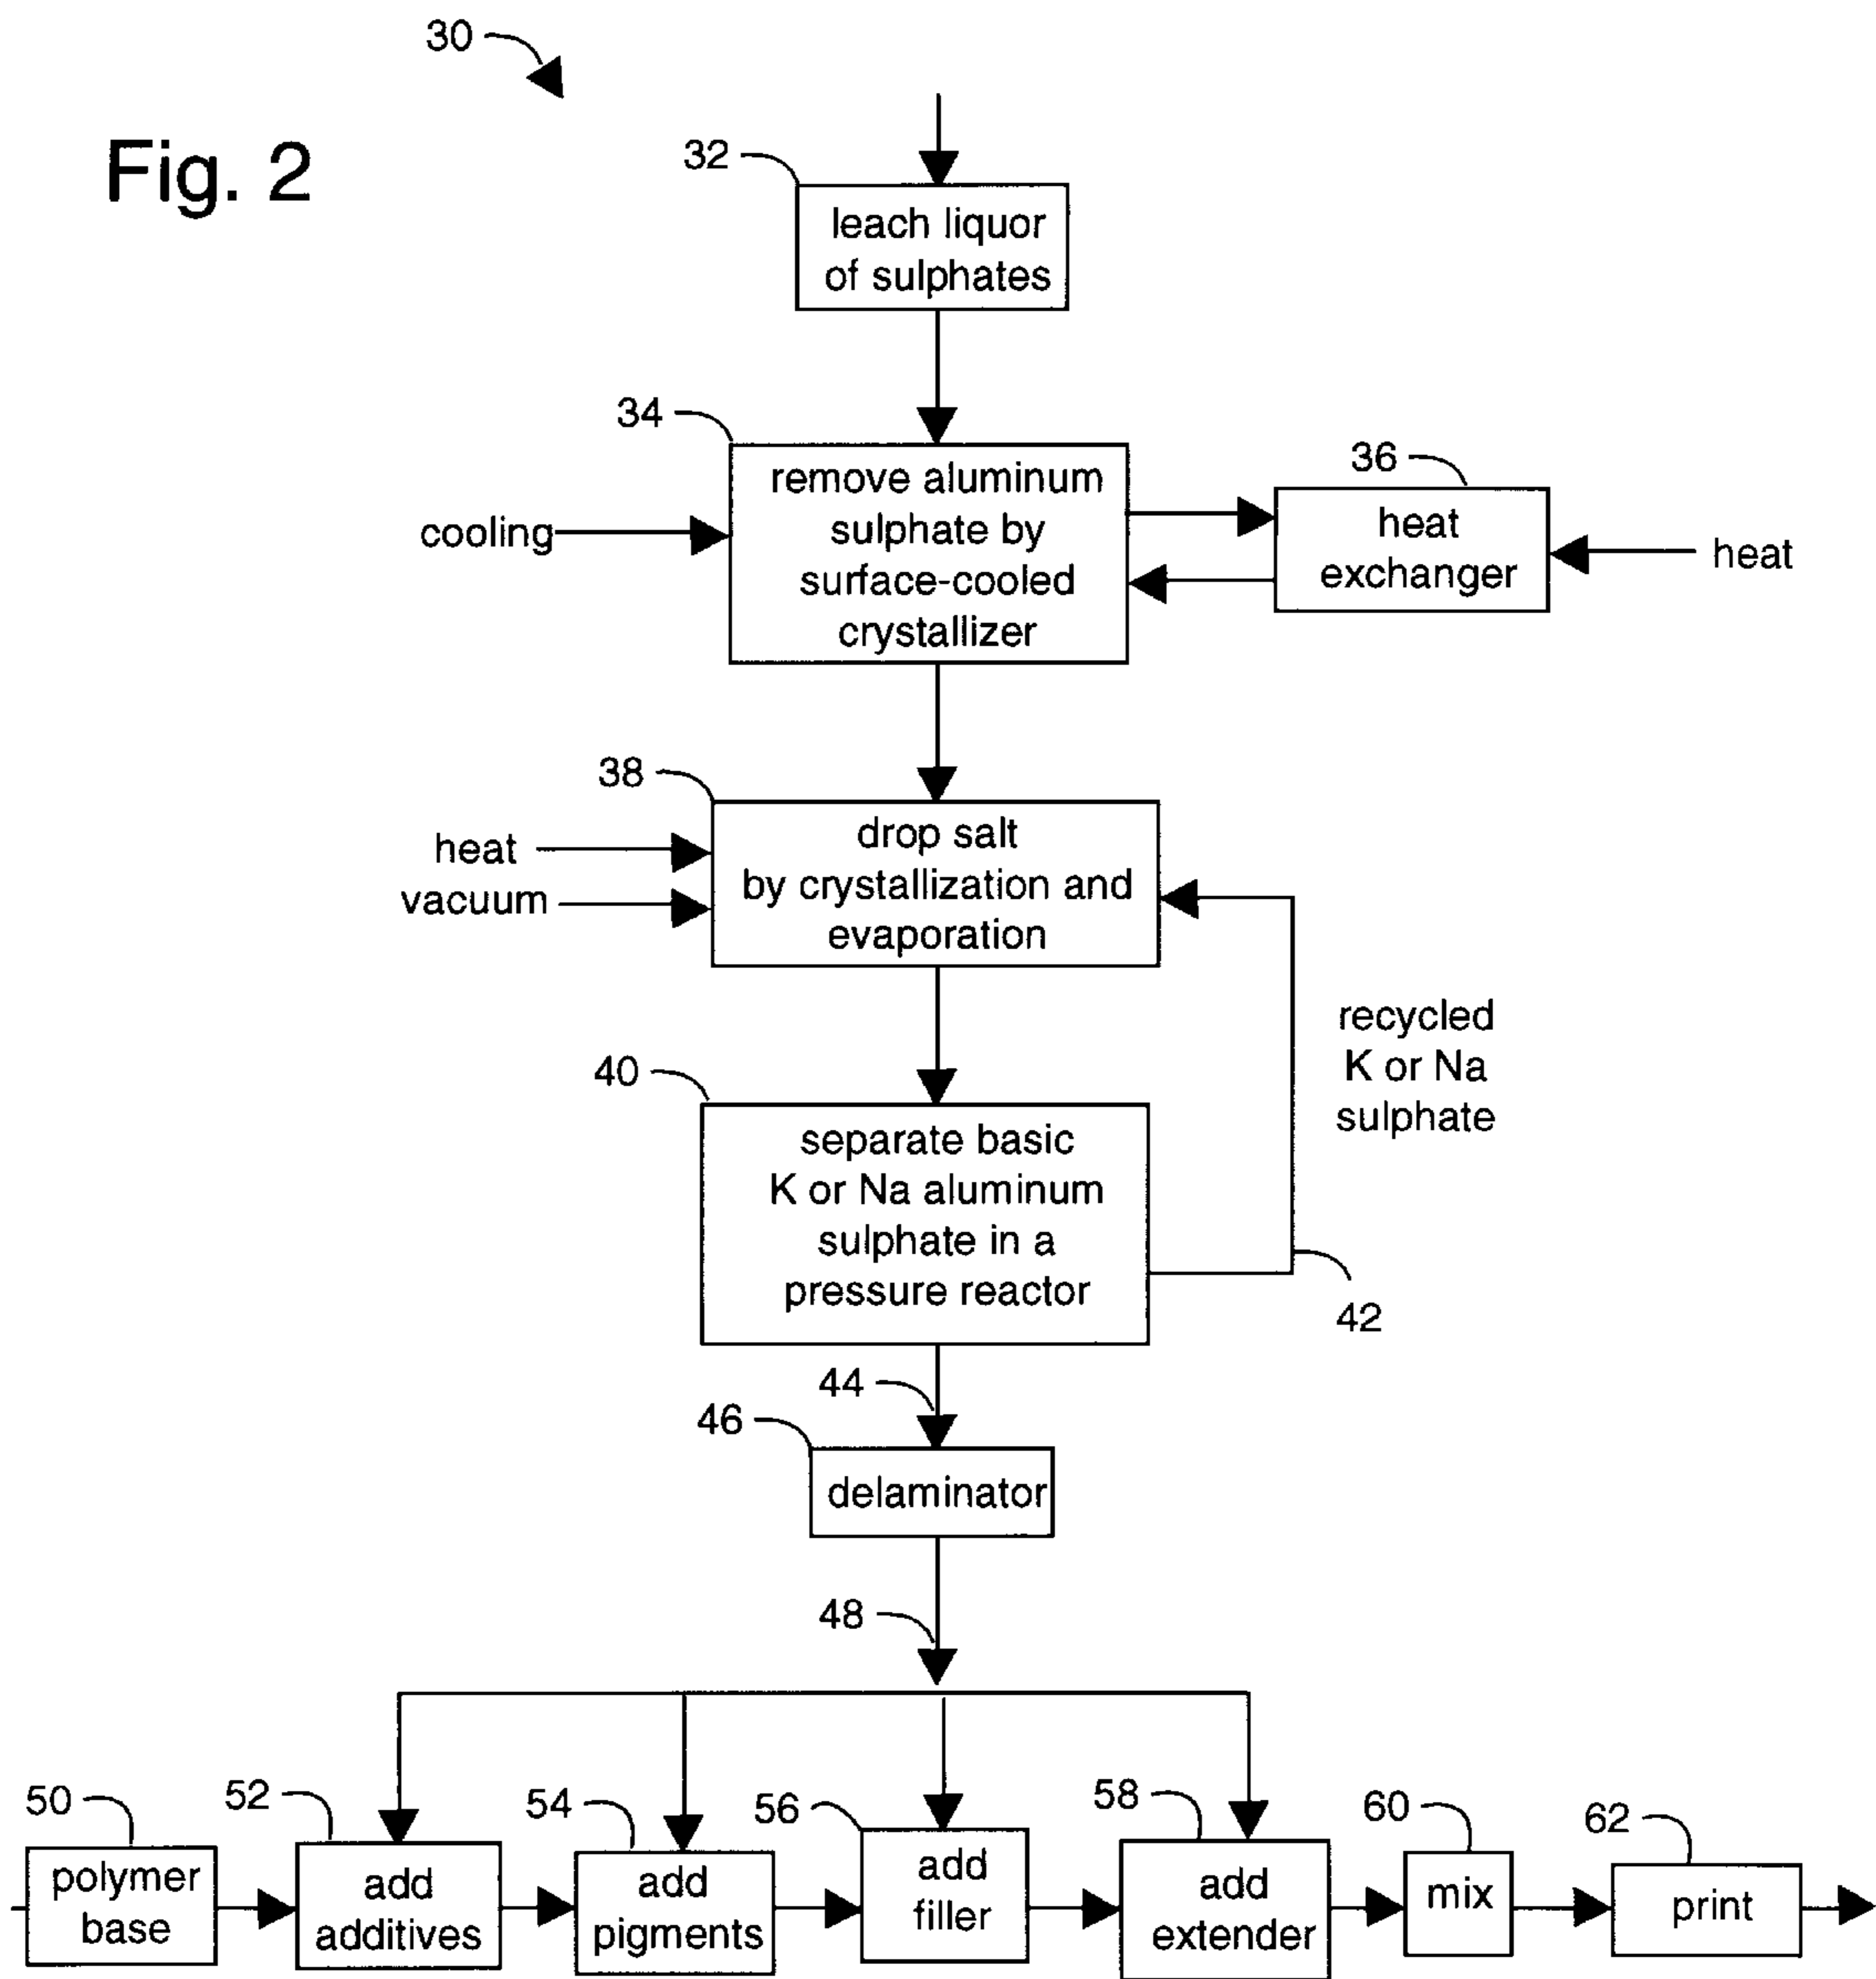 30
Fig. 2
32
leach liquor
of sulphates
34
remove aluminum
sulphate by
surface-cooled
crystallizer
cooling
36
heat
exchanger
heat
38
drop salt
by crystallization and
evaporation
heat
vacuum
recycled
K or Na
sulphate
40
separate basic
K or Na aluminum
sulphate in a
pressure reactor
42
44
46
delaminator
48
50
polymer
base
52
add
additives
54
add
pigments
56
add
filler
58
add
extender
60
mix
62
print